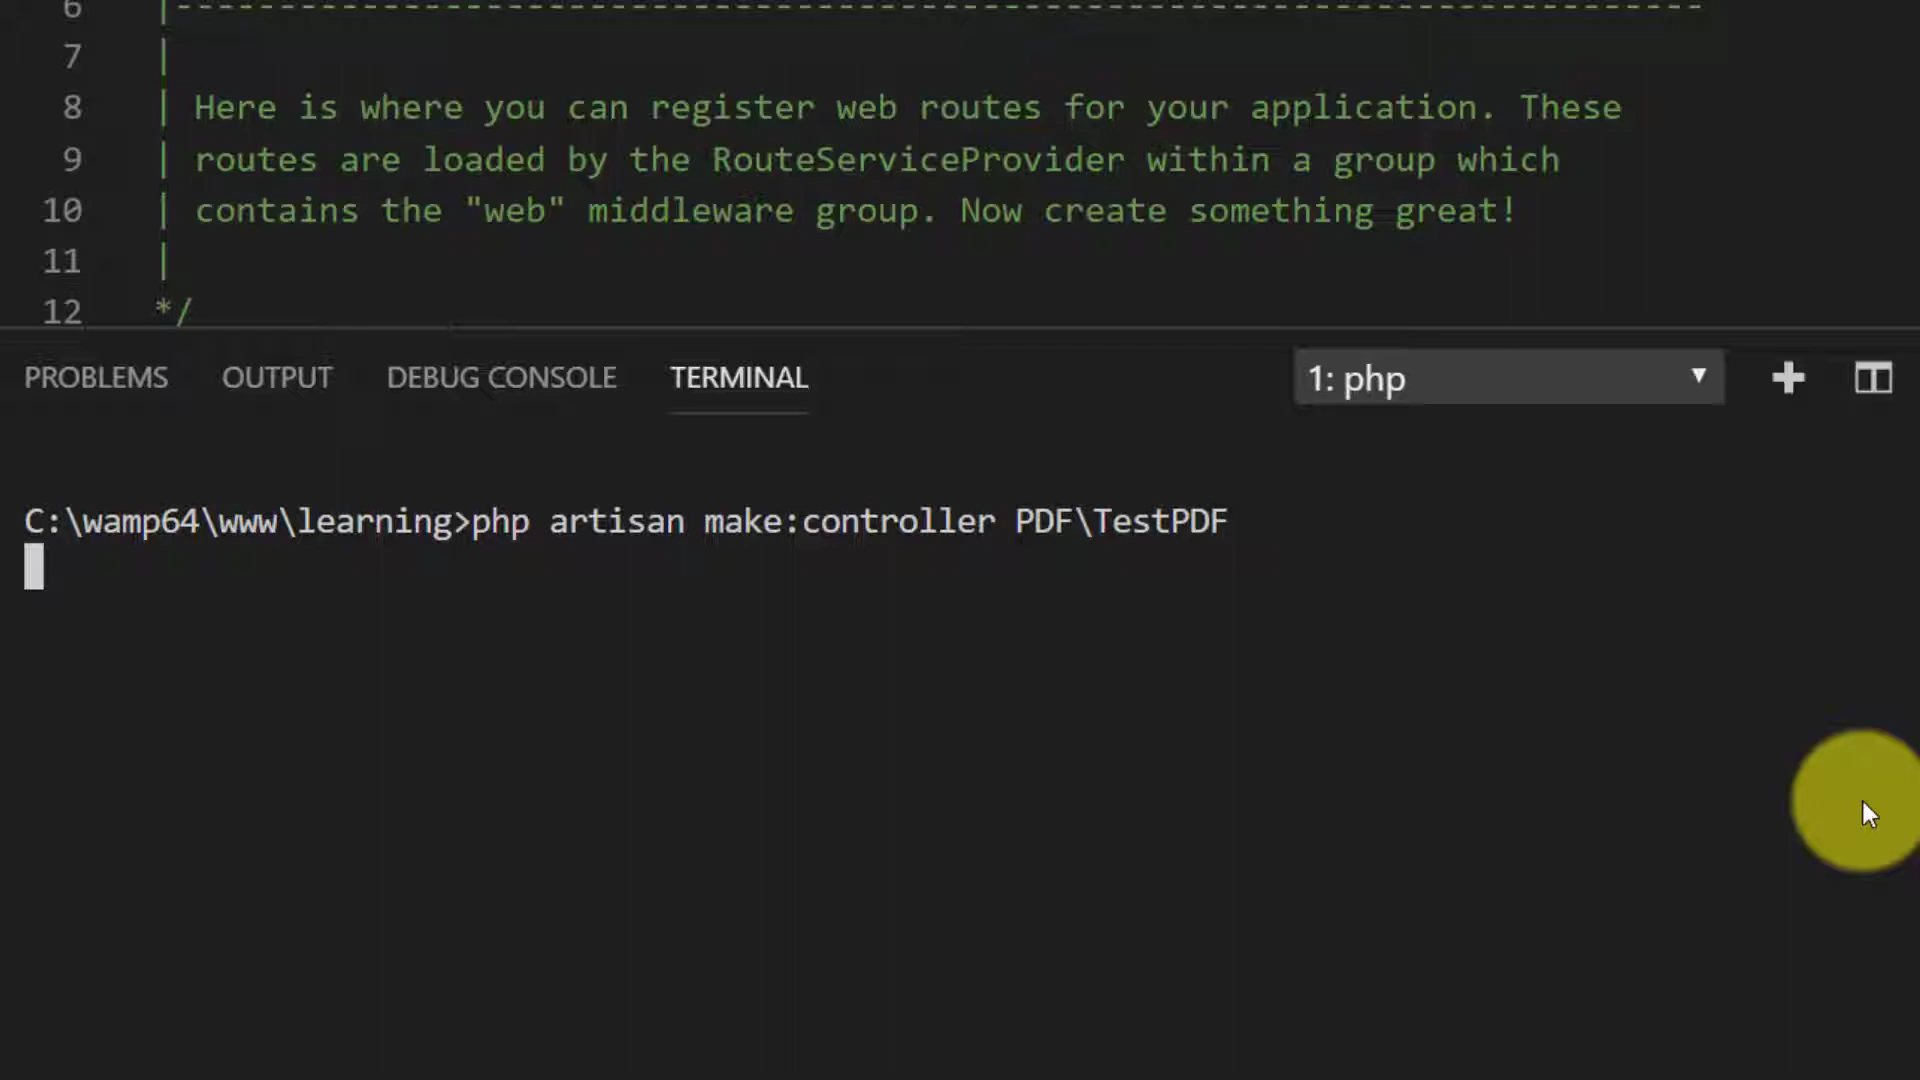 6 |--------------------------------------------------------------------------
7 |
8 | Here is where you can register web routes for your application. These
9 | routes are loaded by the RouteServiceProvider within a group which
10 | contains the "web" middleware group. Now create something great!
11 |
12 */
PROBLEMS OUTPUT DEBUG CONSOLE TERMINAL 1: php
C:\wamp64\www\learning>php artisan make:controller PDF\TestPDF